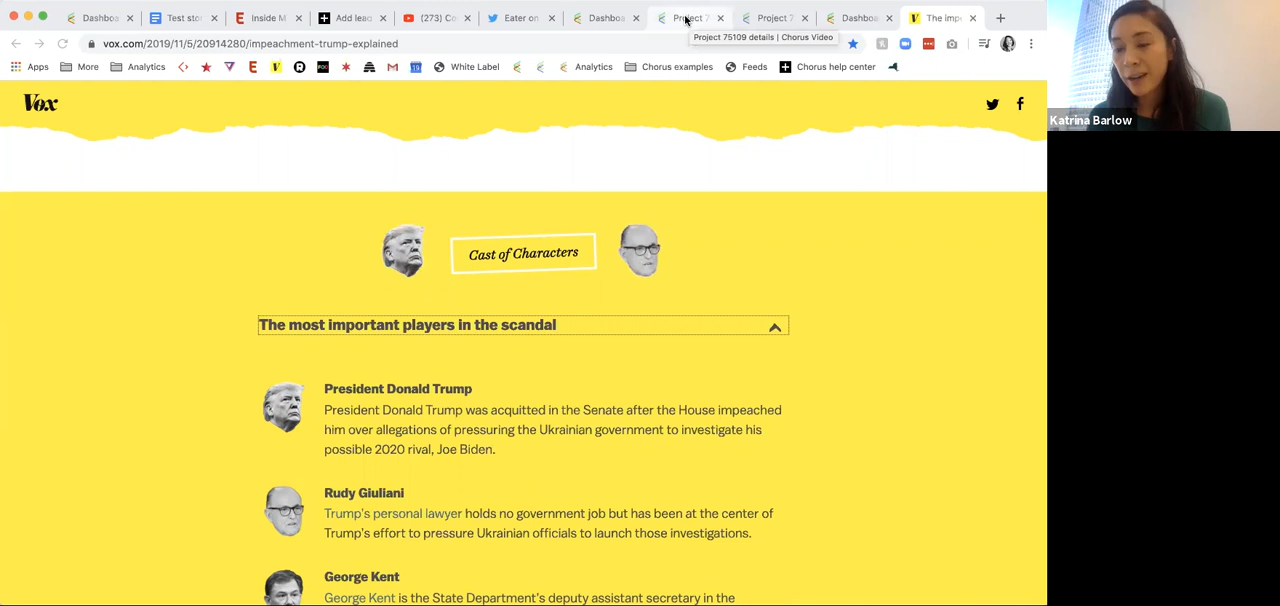 Dashboa
Test sto
Inside M
Add lead
(273) Co
Eater on
Dashboa
Project 7
Project 7
Dashboa
The impe
vox.com/2019/11/5/20914280/impeachment-trump-explained
Project 75109 details | Chorus Video
Apps
More
Analytics
White Label
Analytics
Chorus examples
Feeds
Chorus help center
Vox
Katrina Barlow
Cast of Characters
The most important players in the scandal
President Donald Trump
President Donald Trump was acquitted in the Senate after the House impeached
him over allegations of pressuring the Ukrainian government to investigate his
possible 2020 rival, Joe Biden.
Rudy Giuliani
Trump's personal lawyer holds no government job but has been at the center of
Trump's effort to pressure Ukrainian officials to launch those investigations.
George Kent
George Kent is the State Department's deputy assistant secretary in the